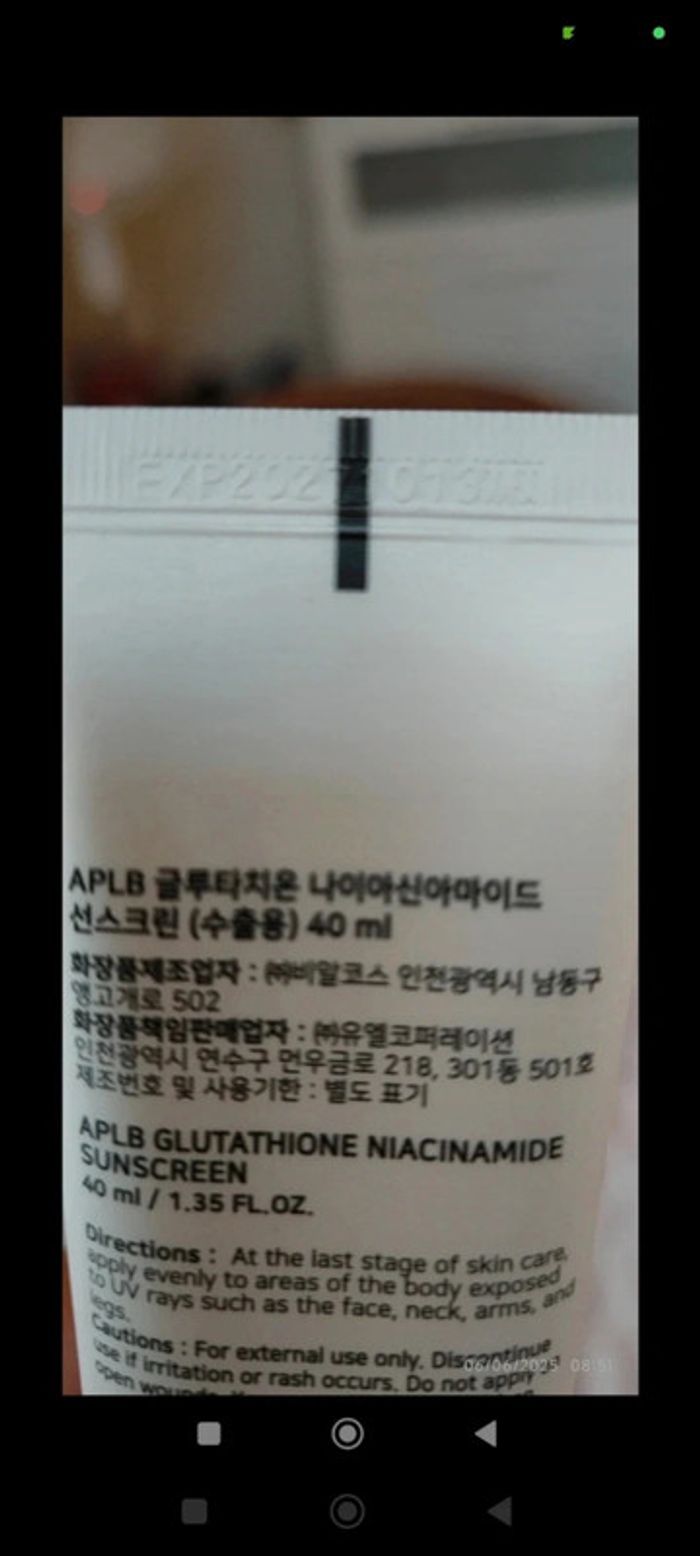 EXP202
APLB 글루타치온 나이아신아마이드
선스크린 (수출용) 40 ml
화장품제조업자 : ㈜비알코스 인천광역시 남동구
앵고개로 502
화장품책임판매업자 : ㈜유엘코퍼레이션
인천광역시 연수구 먼우금로 218, 301동 501호
제조번호 및 사용기한 : 별도 표기
APLB GLUTATHIONE NIACINAMIDE
SUNSCREEN
40 ml / 1.35 FL.OZ.
Directions : At the last stage of skin care,
apply evenly to areas of the body exposed
to UV rays such as the face, neck, arms, and
legs.
Cautions : For external use only. Discontinue
use if irritation or rash occurs. Do not apply
open wounds.
06/06/2025 08:51